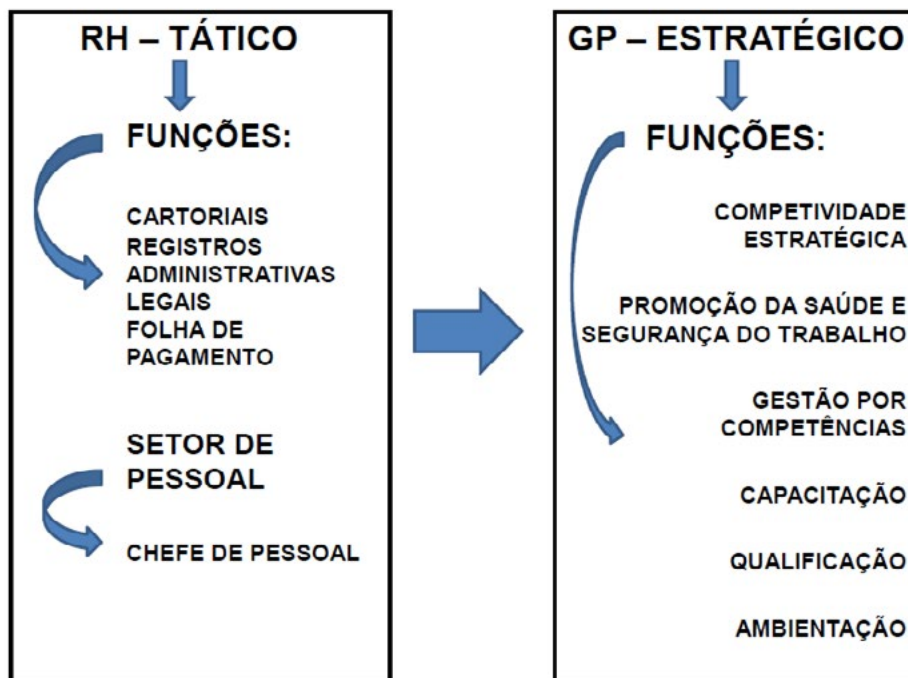 RH – TÁTICO
FUNÇÕES:
CARTORIAIS
REGISTROS
ADMINISTRATIVAS
LEGAIS
FOLHA DE
PAGAMENTO
SETOR DE
PESSOAL
CHEFE DE PESSOAL
GP – ESTRATÉGICO
FUNÇÕES:
COMPETIVIDADE
ESTRATÉGICA
PROMOÇÃO DA SAÚDE E
SEGURANÇA DO TRABALHO
GESTÃO POR
COMPETÊNCIAS
CAPACITAÇÃO
QUALIFICAÇÃO
AMBIENTAÇÃO